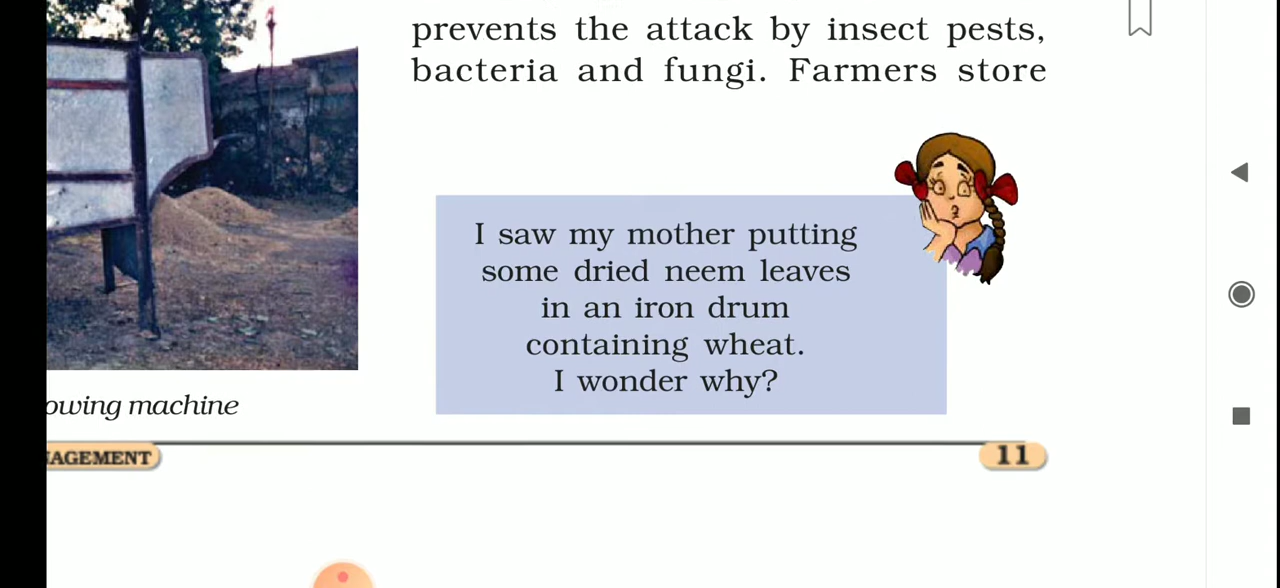 prevents the attack by insect pests,
bacteria and fungi. Farmers store
I saw my mother putting
some dried neem leaves
in an iron drum
containing wheat.
I wonder why?
owing machine
AGEMENT
11